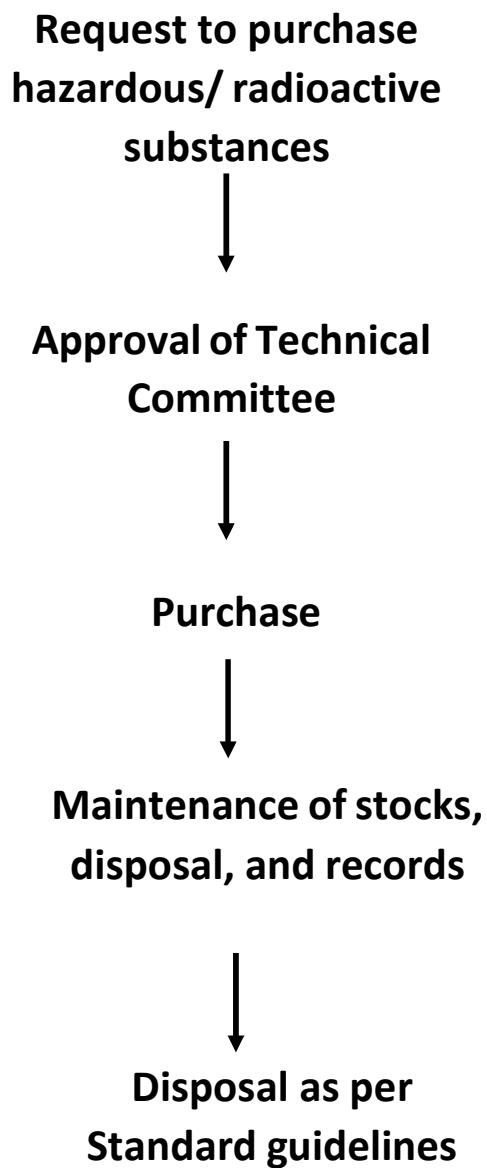 Request to purchase
hazardous/ radioactive
substances
Approval of Technical
Committee
Purchase
Maintenance of stocks,
disposal, and records
Disposal as per
Standard guidelines